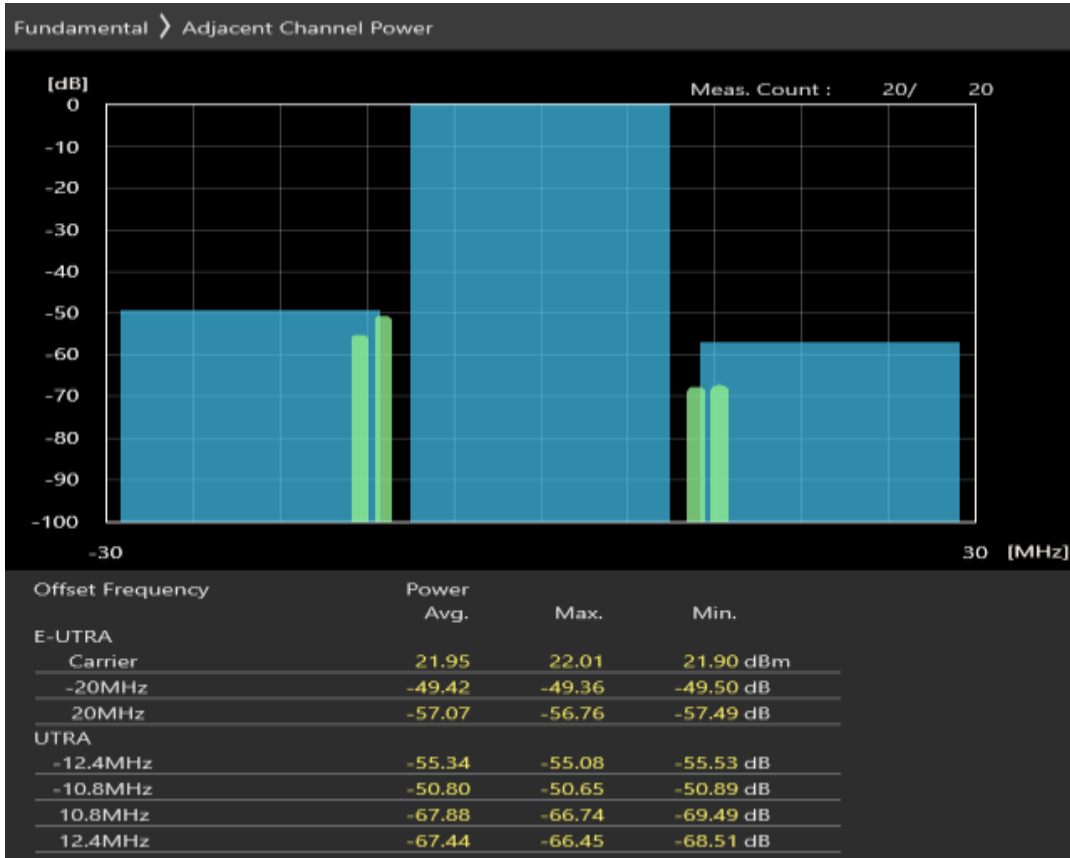 Fundamental 〉 Adjacent Channel Power
[dB]
Meas. Count : 20/ 20
0
-10
-20
-30
-40
-50
-60
-70
-80
-90
-100
-30 30 [MHz]
Offset Frequency Power
Avg. Max. Min.
E-UTRA
Carrier 21.95 22.01 21.90 dBm
-20MHz -49.42 -49.36 -49.50 dB
20MHz -57.07 -56.76 -57.49 dB
UTRA
-12.4MHz -55.34 -55.08 -55.53 dB
-10.8MHz -50.80 -50.65 -50.89 dB
10.8MHz -67.88 -66.74 -69.49 dB
12.4MHz -67.44 -66.45 -68.51 dB